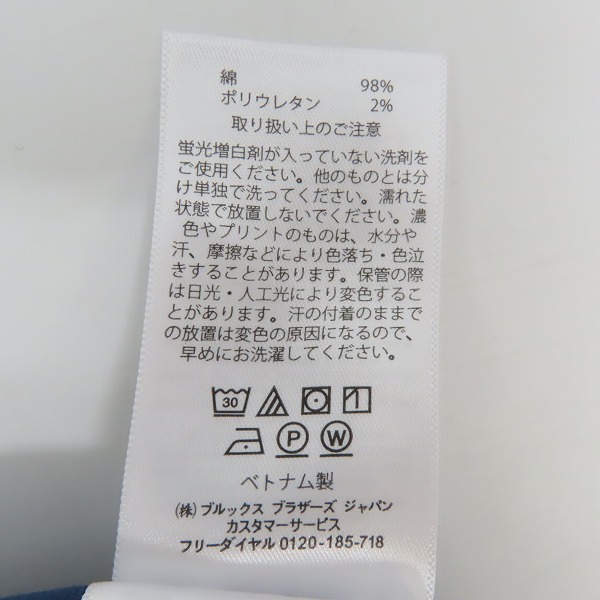 綿 98%
ポリウレタン 2%
取り扱い上のご注意
蛍光増白剤が入っていない洗剤を
ご使用ください。他のものとは分
け単独で洗ってください。濡れた
状態で放置しないでください。濃
色やプリントのものは、水分や
汗、摩擦などにより色落ち・色泣
きすることがあります。保管の際
は日光・人工光により変色するこ
とがあります。汗の付着のままで
の放置は変色の原因になるので、
早めにお洗濯してください。
30
P W
ベトナム製
(株) ブルックス ブラザーズ ジャパン
カスタマーサービス
フリーダイヤル 0120-185-718